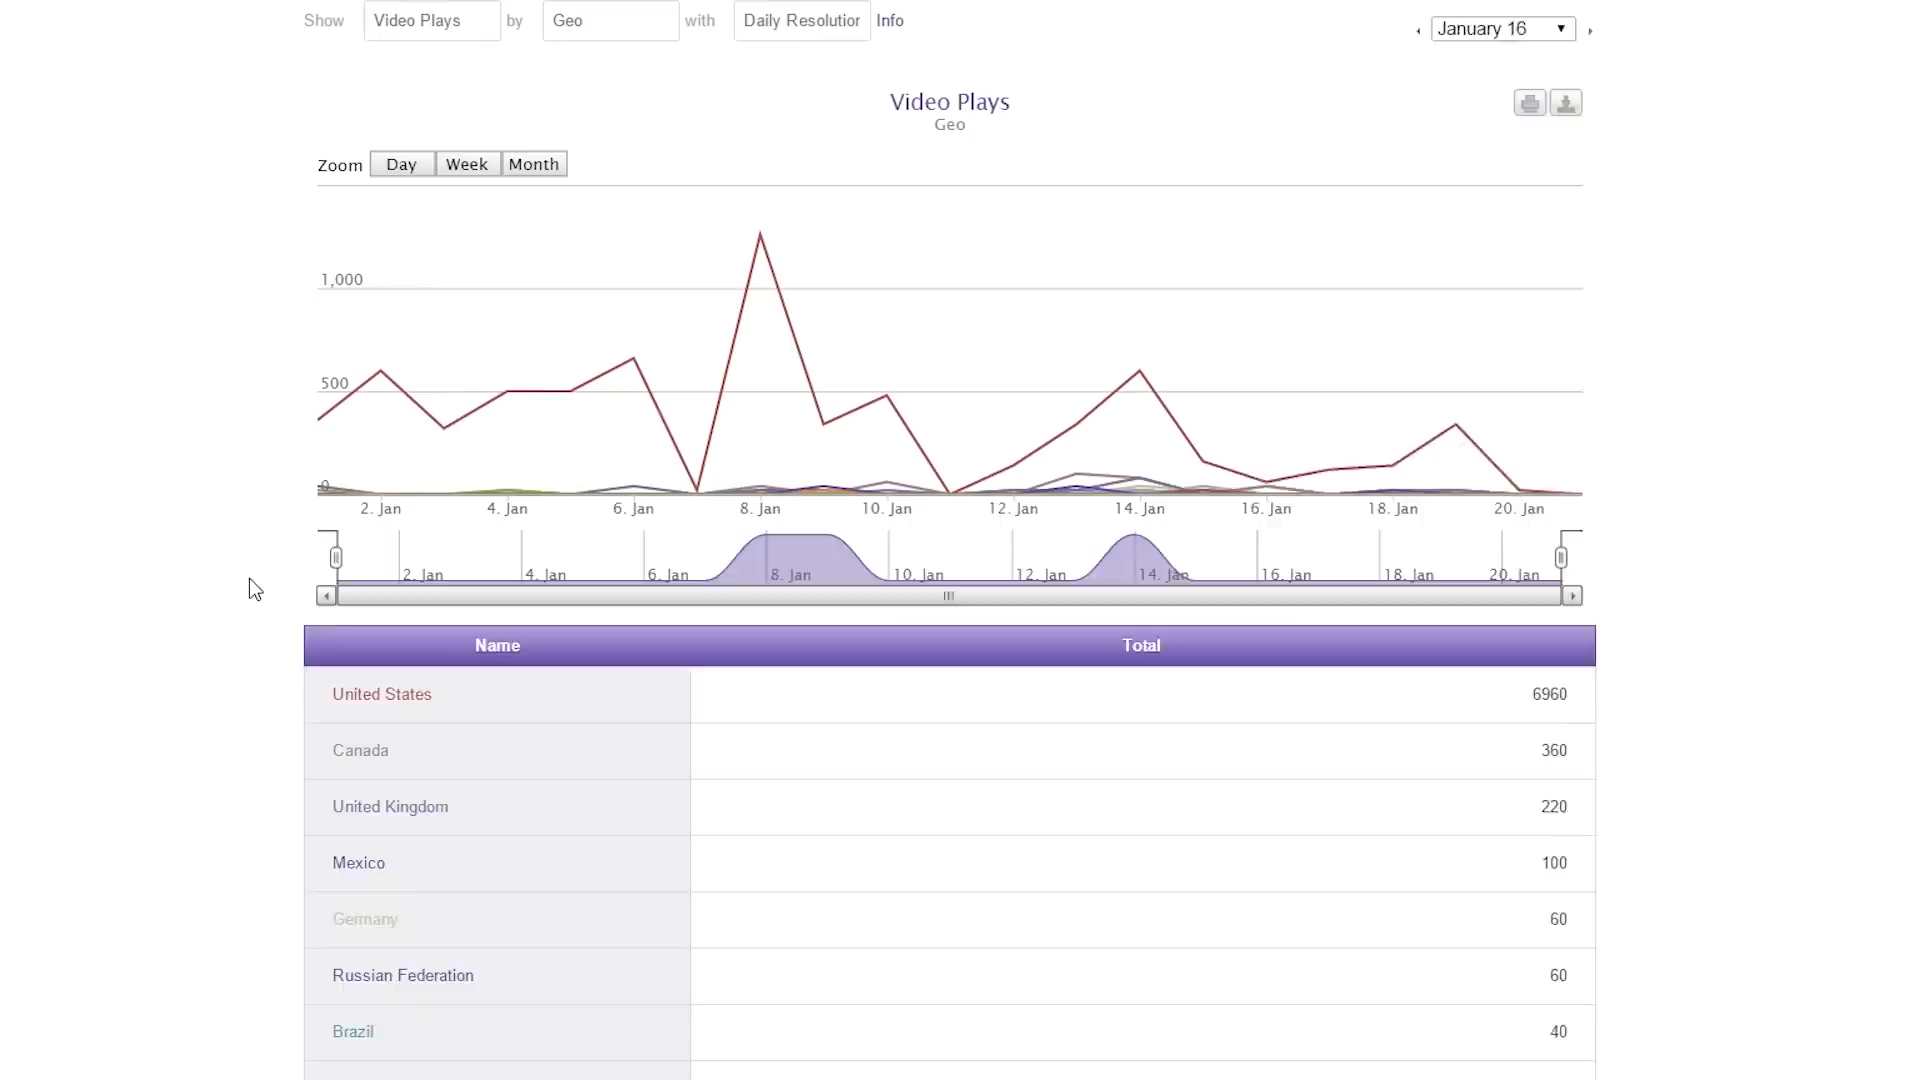 Show Video Plays by Geo with Daily Resolution Info January 16
Video Plays
Geo
Zoom Day Week Month
1,000
500
0
2. Jan 4. Jan 6. Jan 8. Jan 10. Jan 12. Jan 14. Jan 16. Jan 18. Jan 20. Jan
2. Jan 4. Jan 6. Jan 8. Jan 10. Jan 12. Jan 14. Jan 16. Jan 18. Jan 20. Jan
Name Total
United States 6960
Canada 360
United Kingdom 220
Mexico 100
Germany 60
Russian Federation 60
Brazil 40